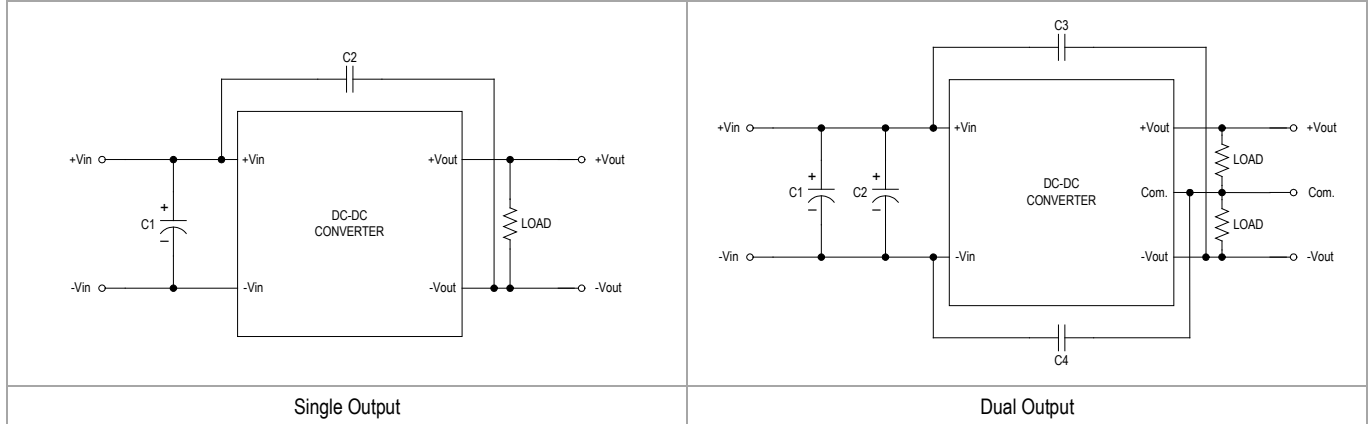 C2
+Vin
+Vin
+Vout
+Vout
+
C1
–
DC-DC
CONVERTER
LOAD
-Vin
-Vin
-Vout
-Vout
Single Output
C3
+Vin
+Vin
+Vout
+Vout
LOAD
+
C1
–
+
C2
–
DC-DC
CONVERTER
Com.
Com.
LOAD
-Vin
-Vin
-Vout
-Vout
C4
Dual Output